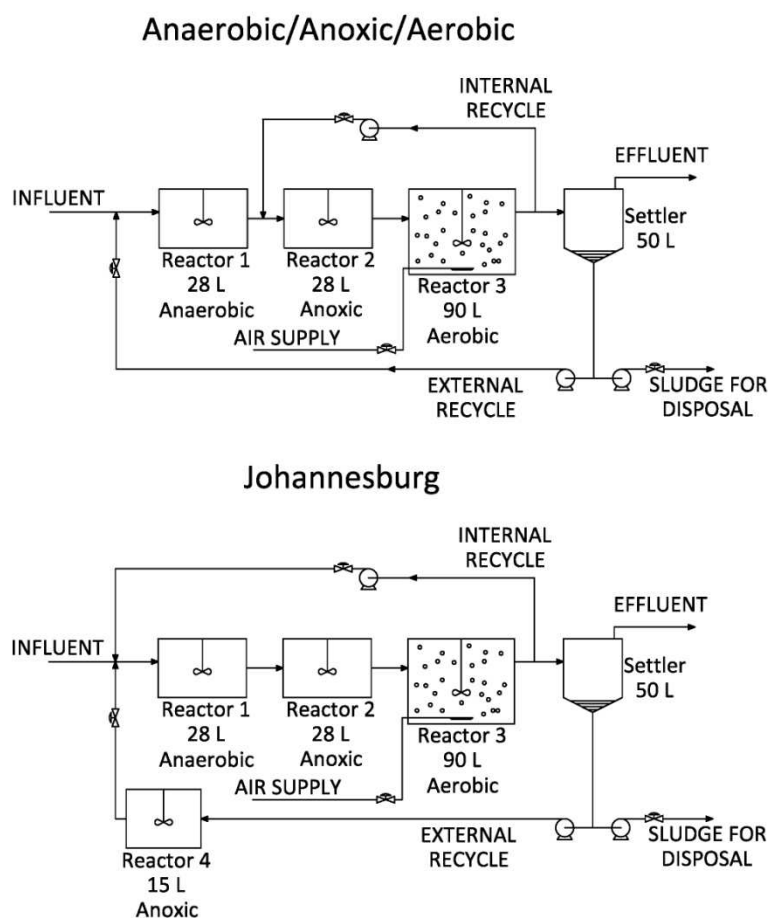 Anaerobic/Anoxic/Aerobic
INTERNAL
RECYCLE
EFFLUENT
INFLUENT
Settler
50 L
Reactor 1
28 L
Anaerobic
Reactor 2
28 L
Anoxic
Reactor 3
90 L
Aerobic
AIR SUPPLY
EXTERNAL
RECYCLE
SLUDGE FOR
DISPOSAL
Johannesburg
INTERNAL
RECYCLE
EFFLUENT
INFLUENT
Settler
50 L
Reactor 1
28 L
Anaerobic
Reactor 2
28 L
Anoxic
Reactor 3
90 L
Aerobic
AIR SUPPLY
EXTERNAL
RECYCLE
SLUDGE FOR
DISPOSAL
Reactor 4
15 L
Anoxic